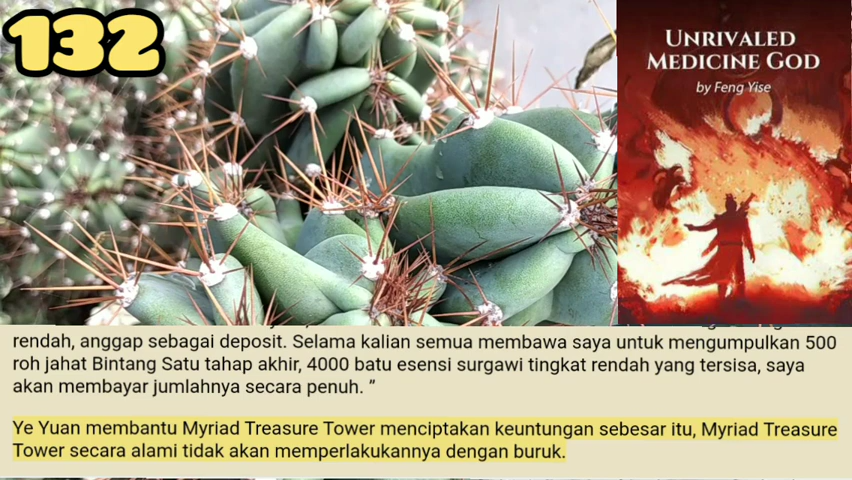 132
UNRIVALED
MEDICINE GOD
by Feng Yise
rendah, anggap sebagai deposit. Selama kalian semua membawa saya untuk mengumpulkan 500
roh jahat Bintang Satu tahap akhir, 4000 batu esensi surgawi tingkat rendah yang tersisa, saya
akan membayar jumlahnya secara penuh. ”
Ye Yuan membantu Myriad Treasure Tower menciptakan keuntungan sebesar itu, Myriad Treasure
Tower secara alami tidak akan memperlakukannya dengan buruk.